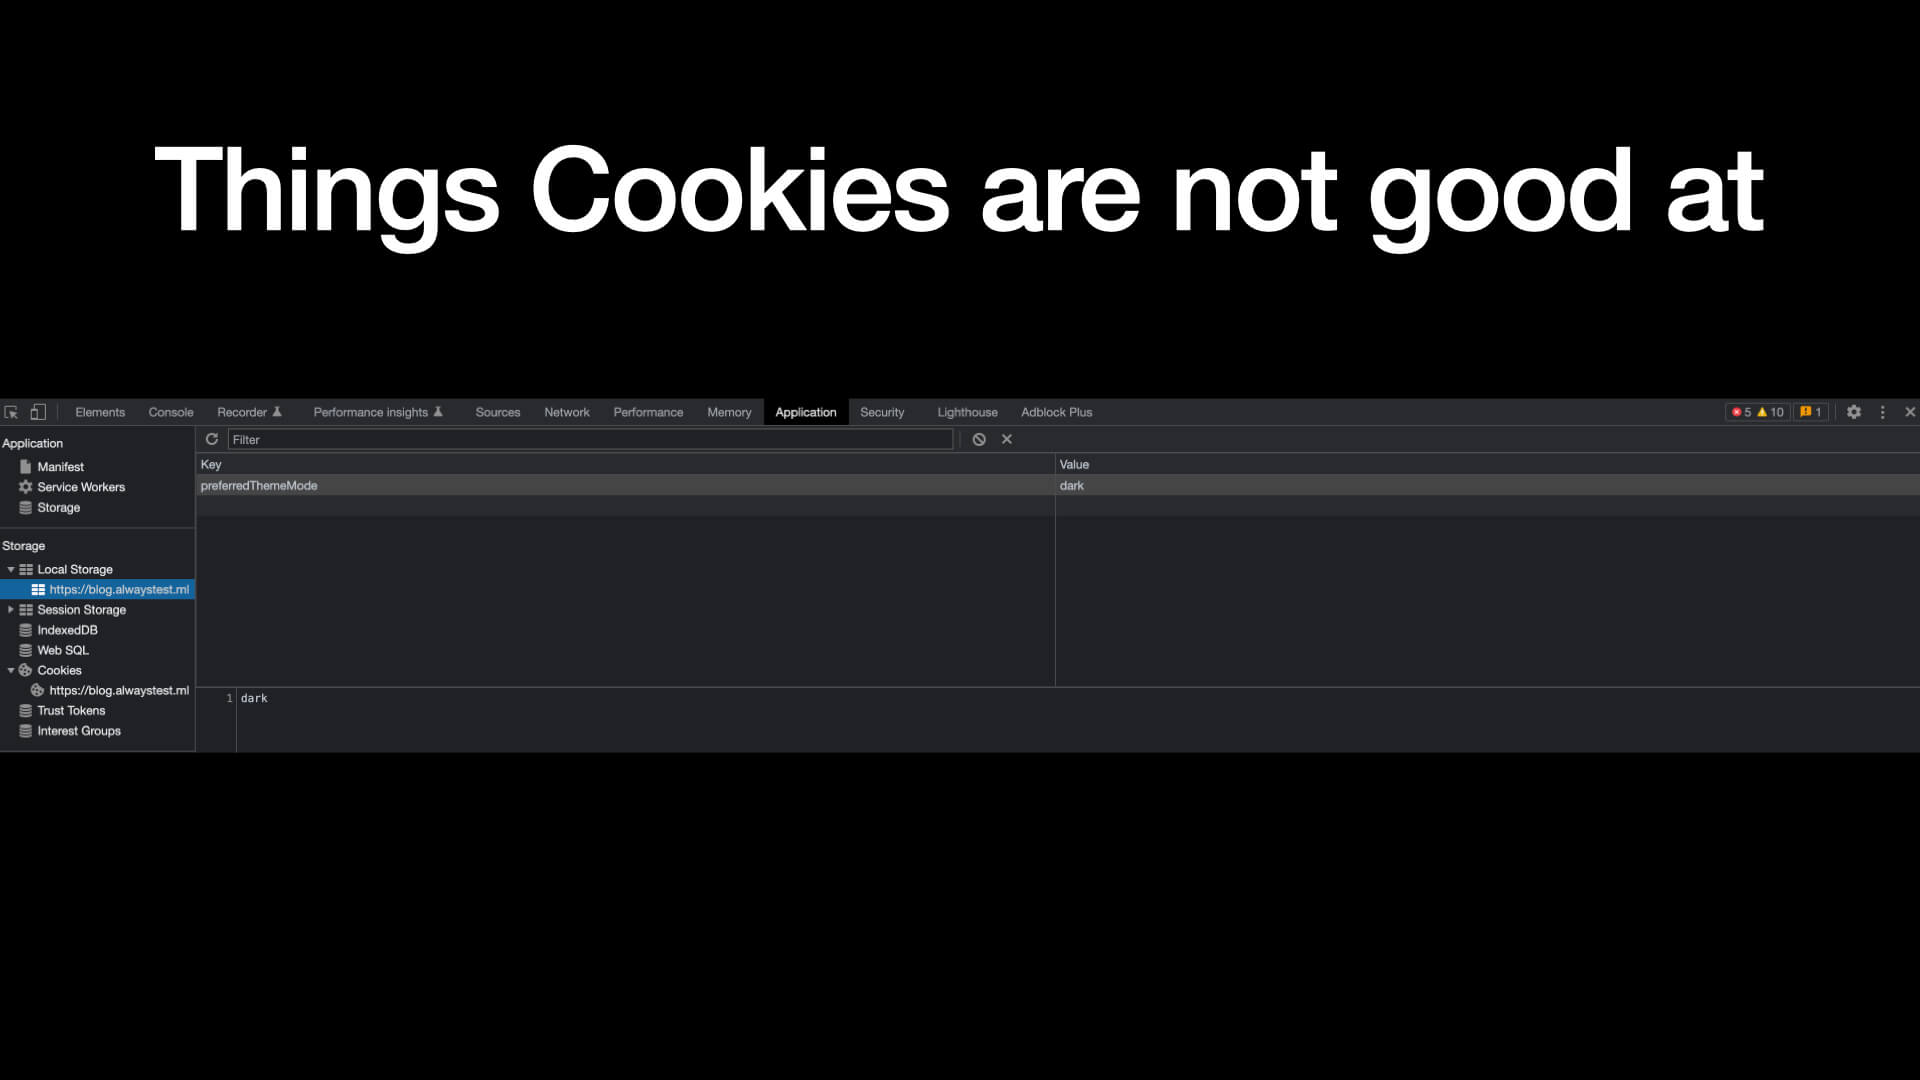 Things Cookies are not good at
Elements Console Recorder Performance insights Sources Network Performance Memory Application Security Lighthouse Adblock Plus 5 10 1
Application
Manifest
Service Workers
Storage
Storage
Local Storage
https://blog.alwaystest.ml
Session Storage
IndexedDB
Web SQL
Cookies
https://blog.alwaystest.ml
Trust Tokens
Interest Groups
Filter
Key Value
preferredThemeMode dark
1 dark